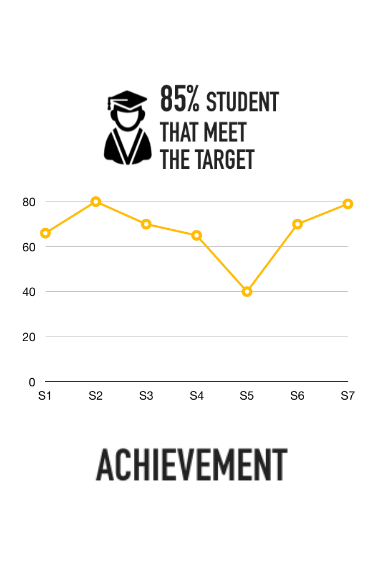 85% STUDENT
THAT MEET
THE TARGET
80
60
40
20
0
S1 S2 S3 S4 S5 S6 S7
ACHIEVEMENT